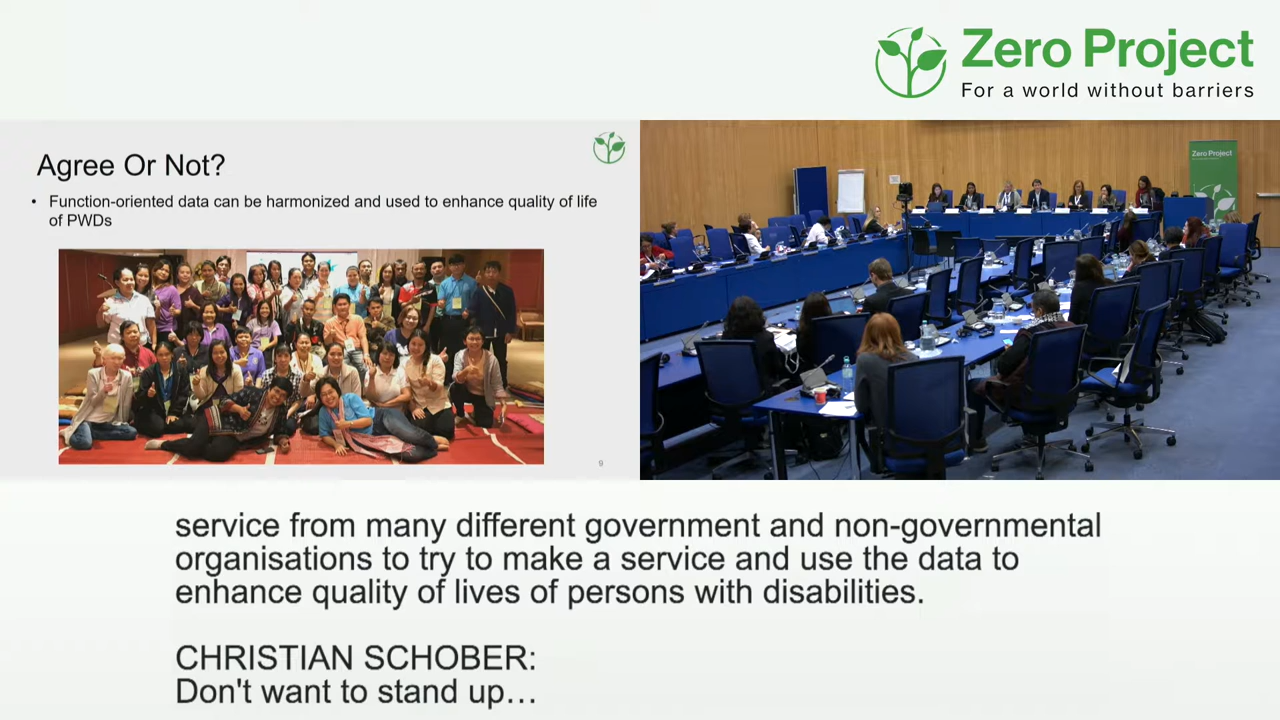 Zero Project
For a world without barriers
Agree Or Not?
• Function-oriented data can be harmonized and used to enhance quality of life
of PWDs
9
Zero Project
service from many different government and non-governmental
organisations to try to make a service and use the data to
enhance quality of lives of persons with disabilities.
CHRISTIAN SCHOBER:
Don't want to stand up…